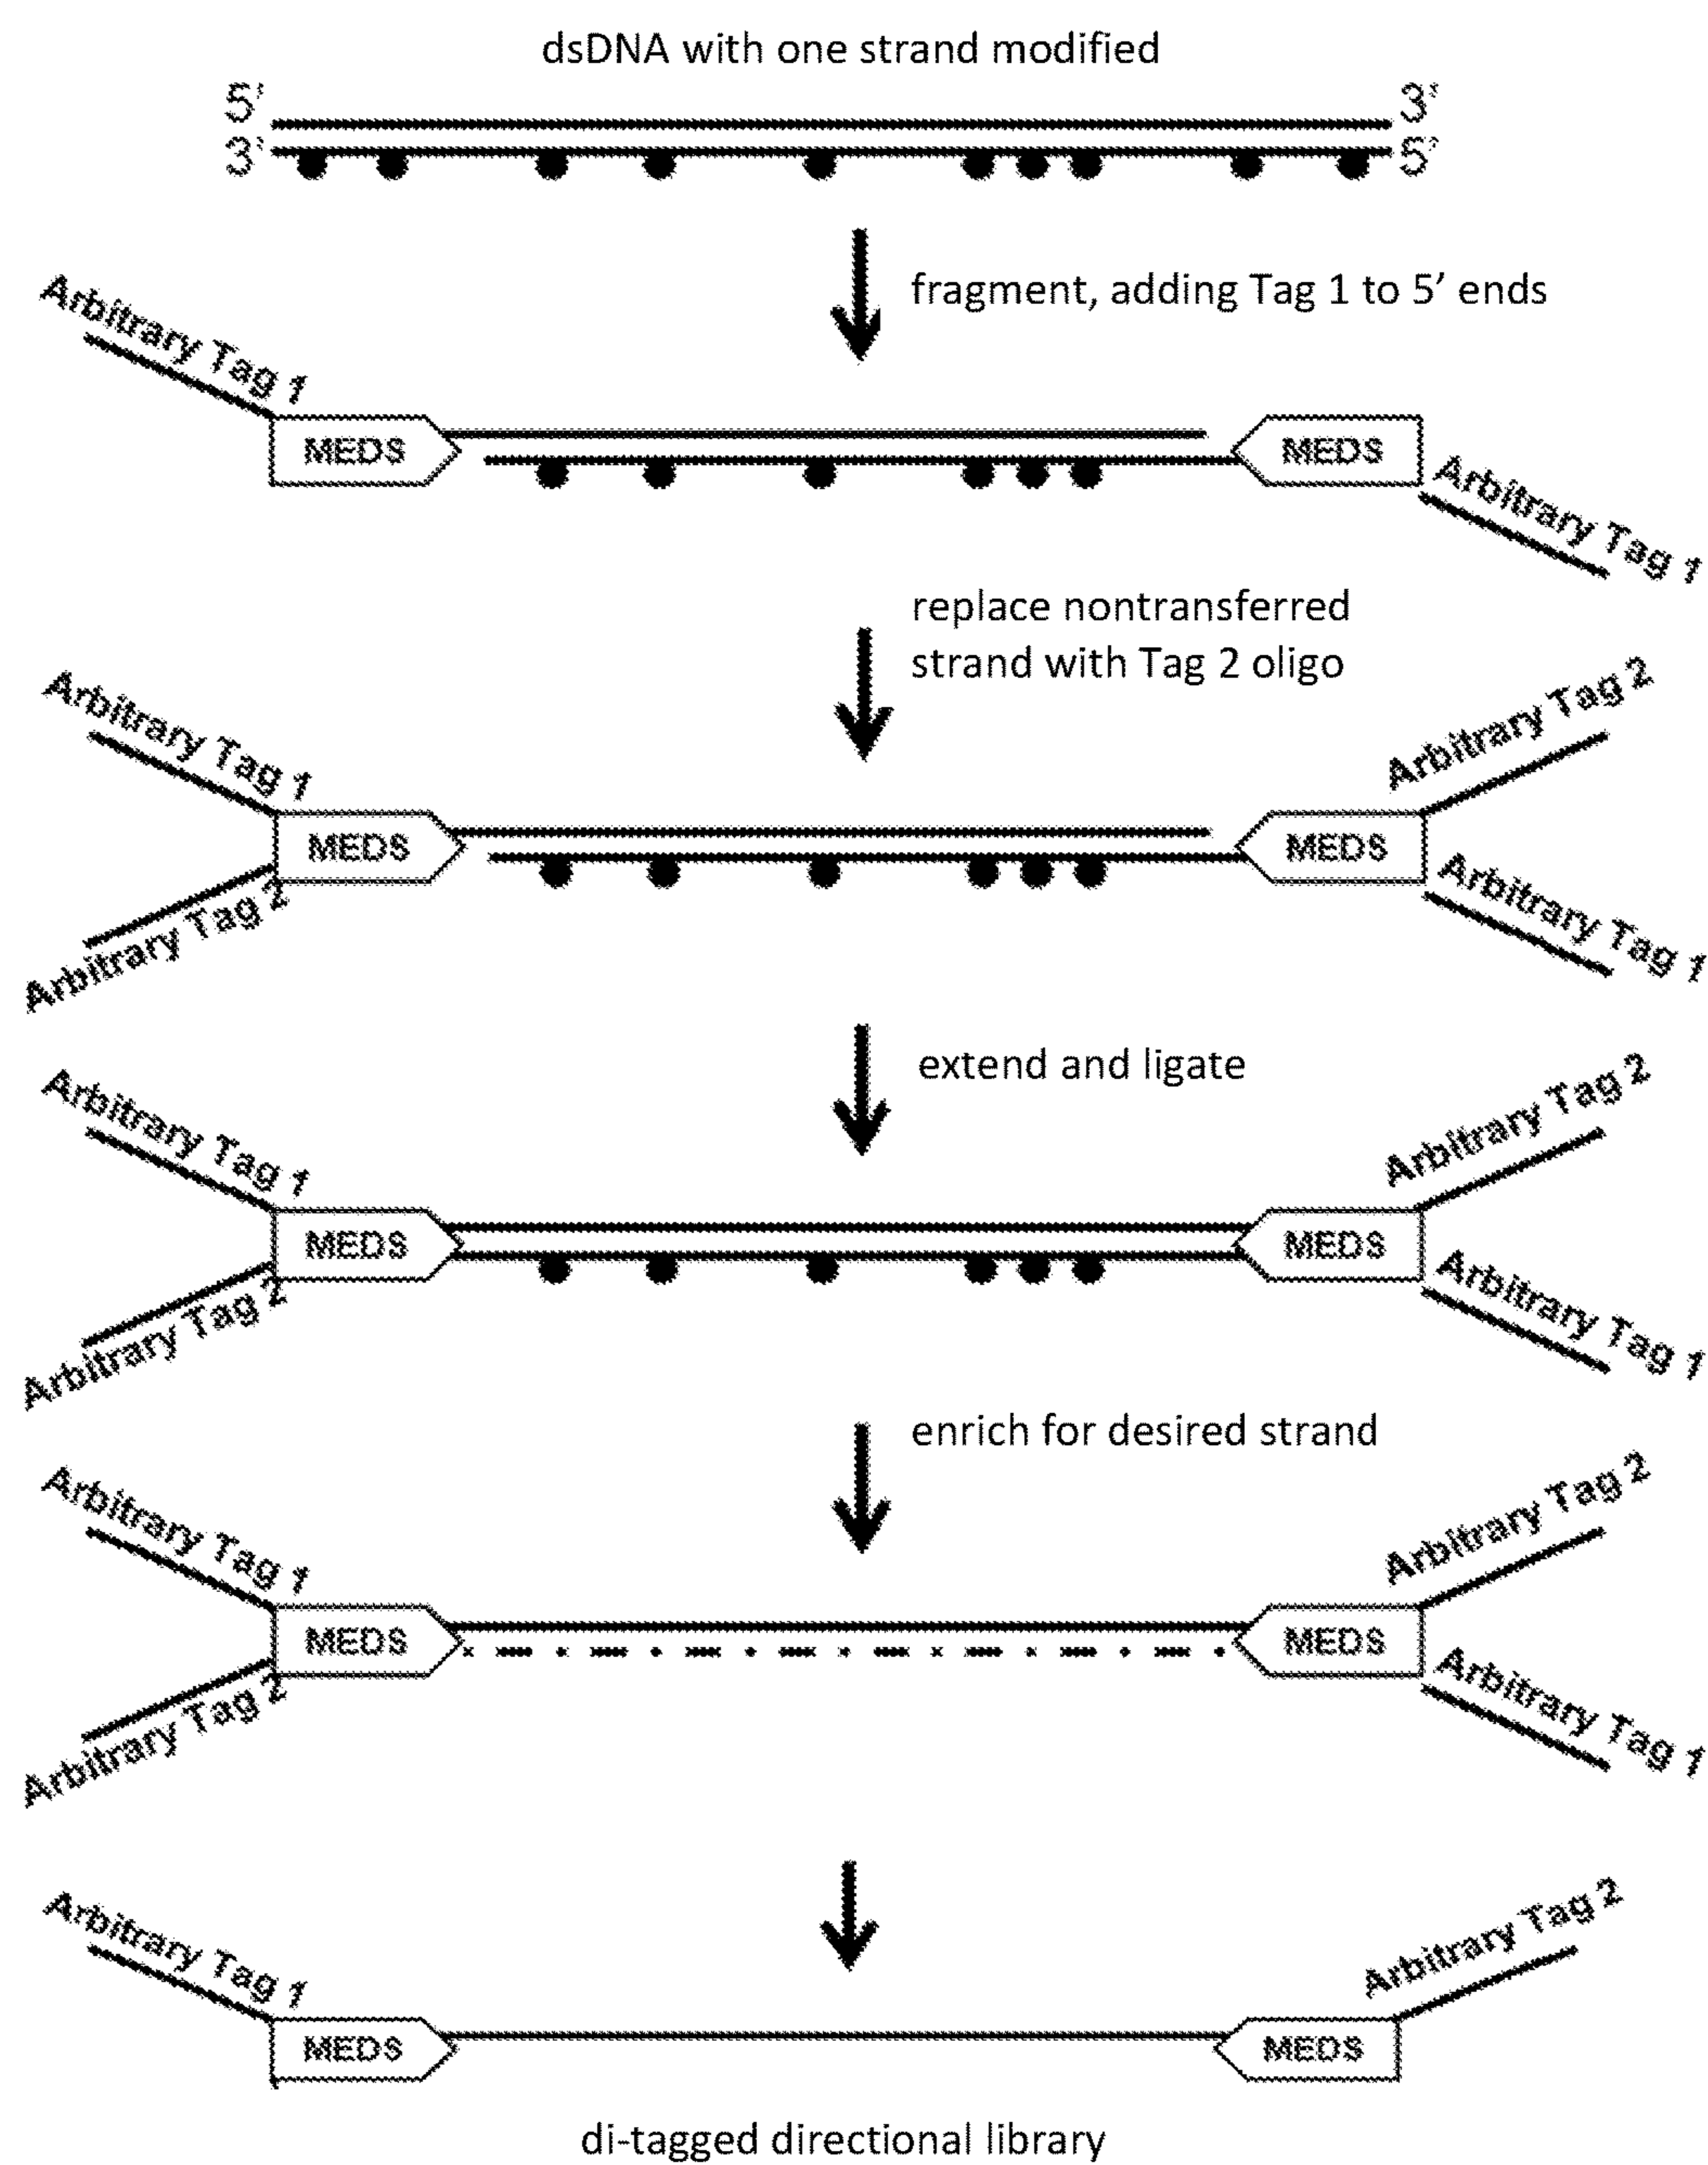 dsDNA with one strand modified
5' 3'
3' 5'
fragment, adding Tag 1 to 5' ends
Arbitrary Tag 1
MEDS MEDS
Arbitrary Tag 1
replace nontransferred
strand with Tag 2 oligo
Arbitrary Tag 1 Arbitrary Tag 2
MEDS MEDS
Arbitrary Tag 2 Arbitrary Tag 1
extend and ligate
Arbitrary Tag 1 Arbitrary Tag 2
MEDS MEDS
Arbitrary Tag 2 Arbitrary Tag 1
enrich for desired strand
Arbitrary Tag 1 Arbitrary Tag 2
MEDS MEDS
Arbitrary Tag 2 Arbitrary Tag 1
Arbitrary Tag 1 Arbitrary Tag 2
MEDS MEDS
di-tagged directional library